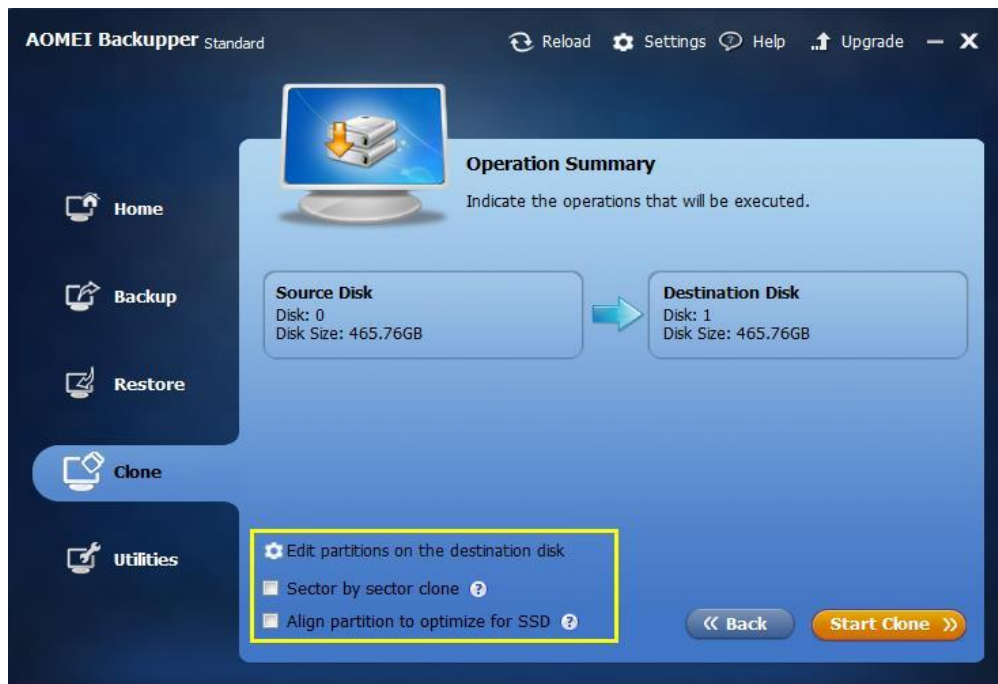 AOMEI Backupper Standard
Reload Settings Help Upgrade
Operation Summary
Indicate the operations that will be executed.
Home
Backup
Source Disk
Disk: 0
Disk Size: 465.76GB
Destination Disk
Disk: 1
Disk Size: 465.76GB
Restore
Clone
Utilities
Edit partitions on the destination disk
Sector by sector clone ?
Align partition to optimize for SSD ?
Back
Start Clone